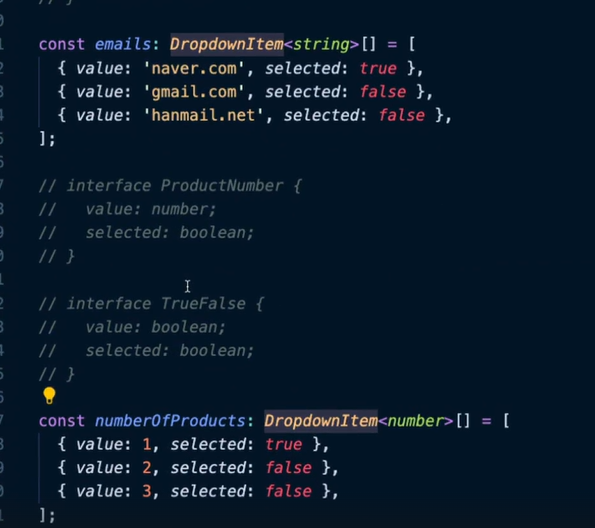 // }
const emails: DropdownItem<string>[] = [
{ value: 'naver.com', selected: true },
{ value: 'gmail.com', selected: false },
{ value: 'hanmail.net', selected: false },
];
// interface ProductNumber {
//   value: number;
//   selected: boolean;
// }
// interface TrueFalse {
//   value: boolean;
//   selected: boolean;
// }
const numberOfProducts: DropdownItem<number>[] = [
{ value: 1, selected: true },
{ value: 2, selected: false },
{ value: 3, selected: false },
];